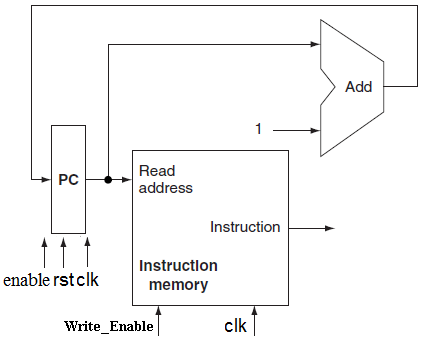 Add
1
PC
Read
address
Instruction
Instruction
memory
enable rst clk
Write_Enable
clk